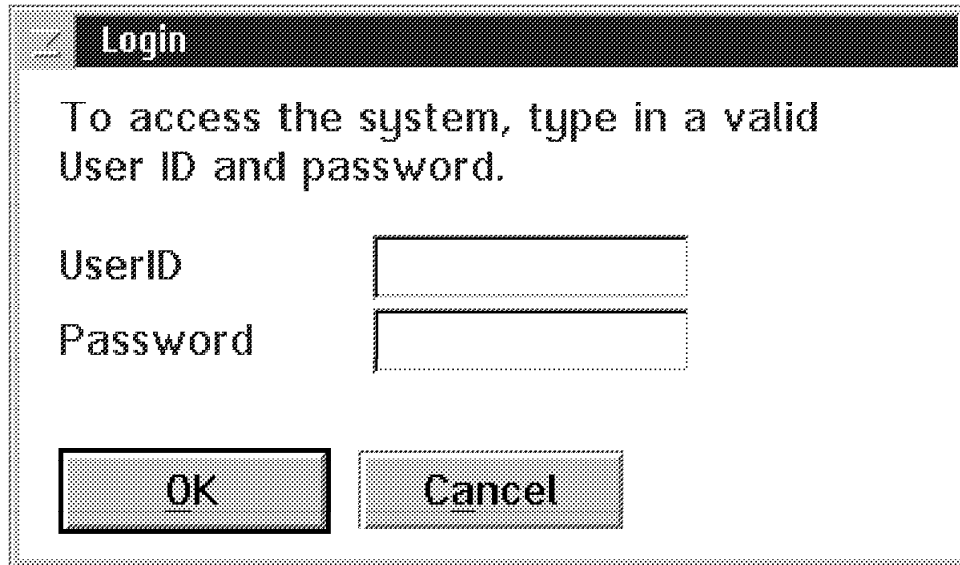 Login
To access the system, type in a valid
User ID and password.
UserID
Password
OK
Cancel